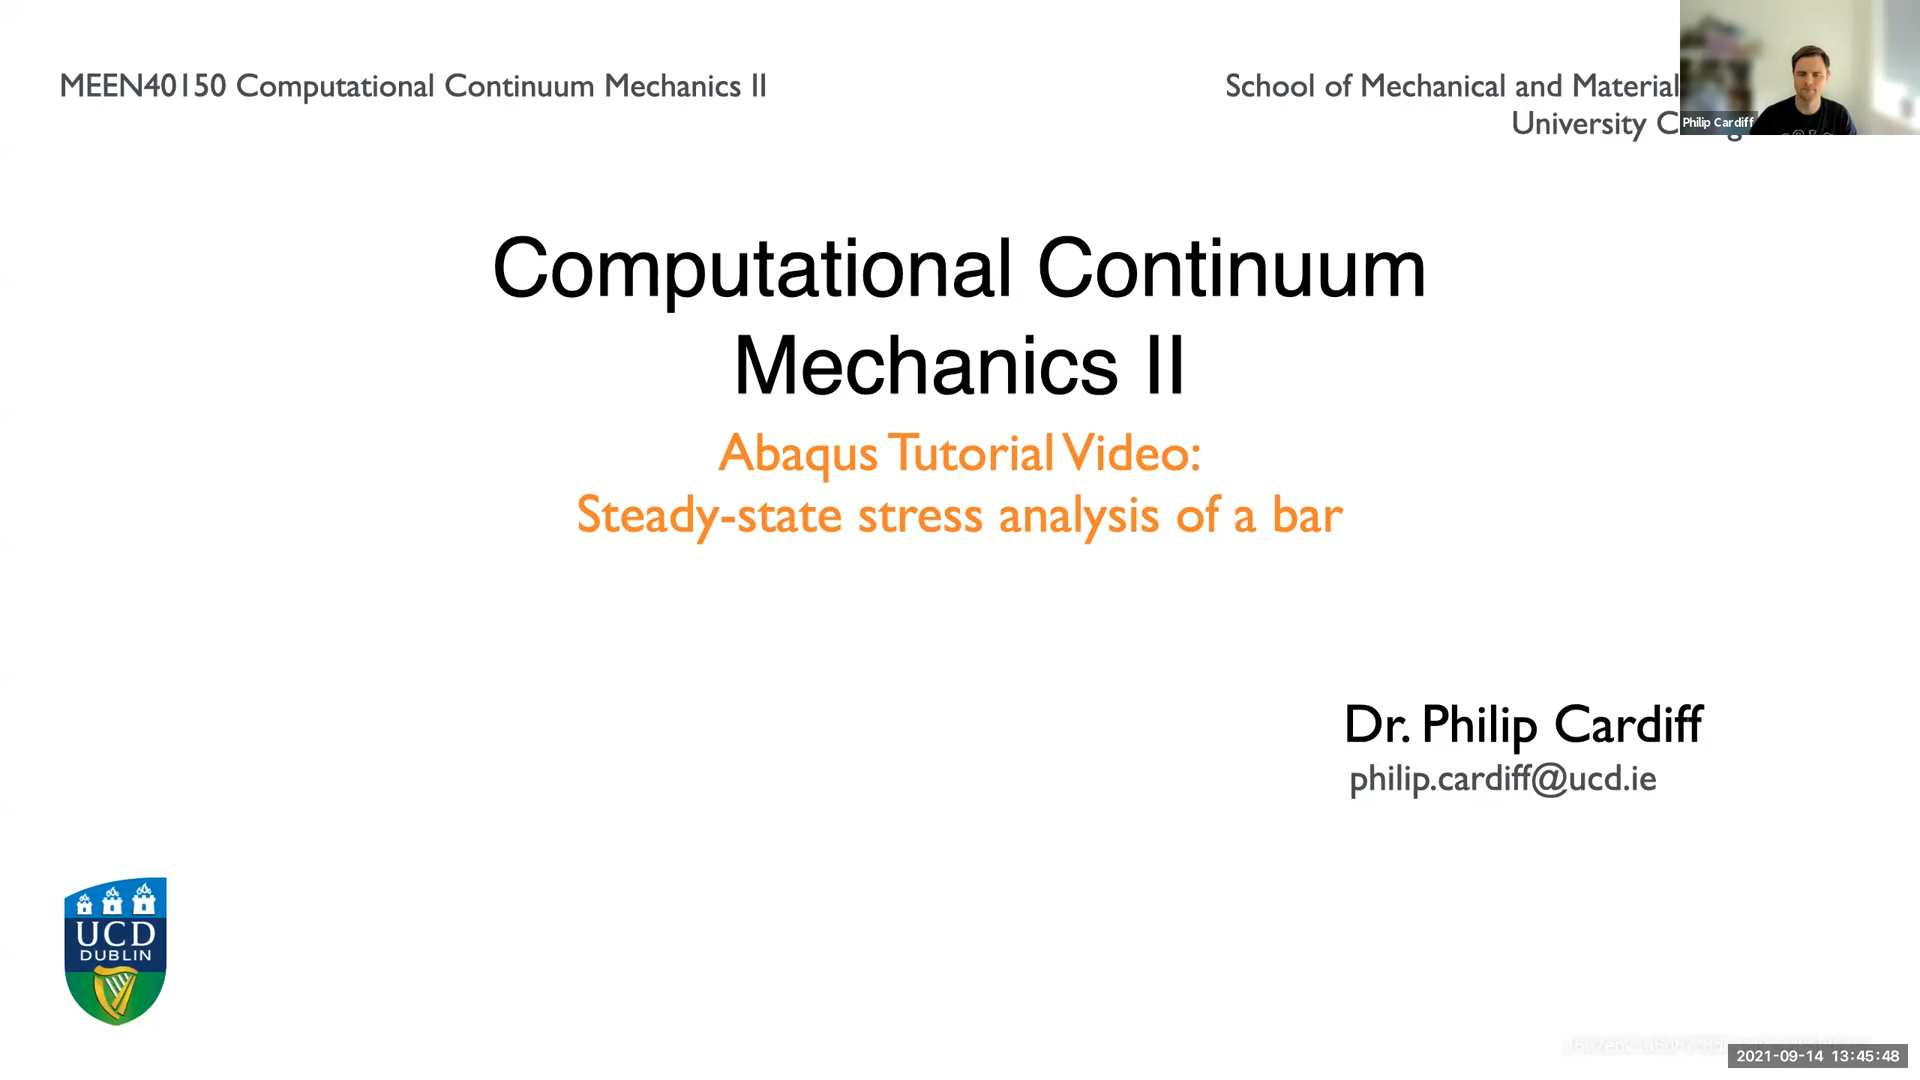 MEEN40150 Computational Continuum Mechanics II
School of Mechanical and Material
University C
Philip Cardiff
Computational Continuum
Mechanics II
Abaqus Tutorial Video:
Steady-state stress analysis of a bar
Dr. Philip Cardiff
philip.cardiff@ucd.ie
UCD
DUBLIN
2021-09-14 13:45:48